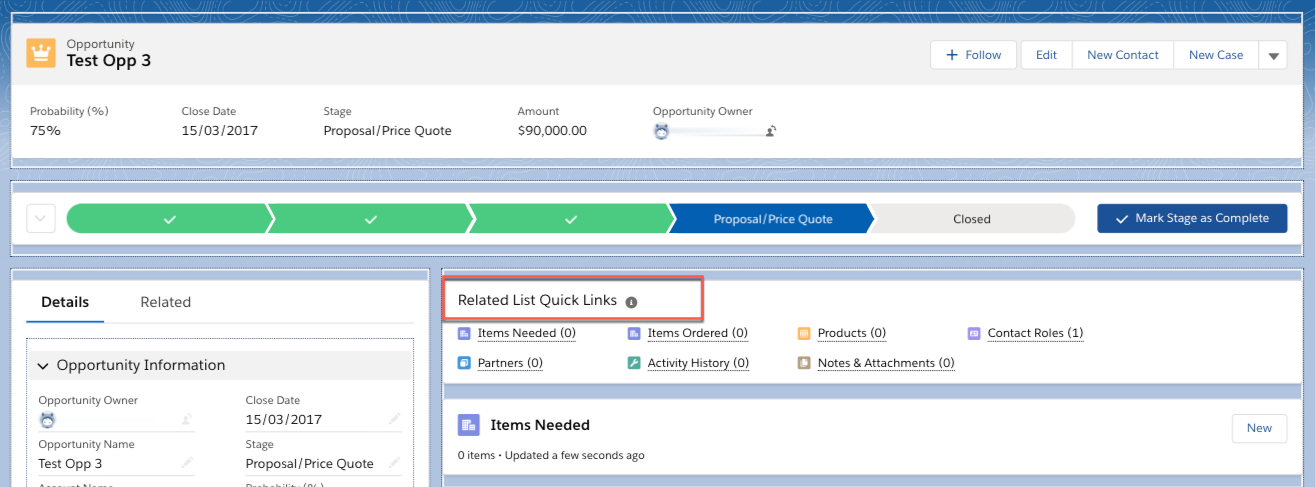 Opportunity
Test Opp 3
+ Follow Edit New Contact New Case
Probability (%) Close Date Stage Amount Opportunity Owner
75% 15/03/2017 Proposal/Price Quote $90,000.00
Proposal/Price Quote Closed Mark Stage as Complete
Details Related
Related List Quick Links
Items Needed (0) Items Ordered (0) Products (0) Contact Roles (1)
Partners (0) Activity History (0) Notes & Attachments (0)
Opportunity Information
Opportunity Owner Close Date
15/03/2017
Opportunity Name Stage
Test Opp 3 Proposal/Price Quote
Account Name Probability (%)
Items Needed New
0 items • Updated a few seconds ago